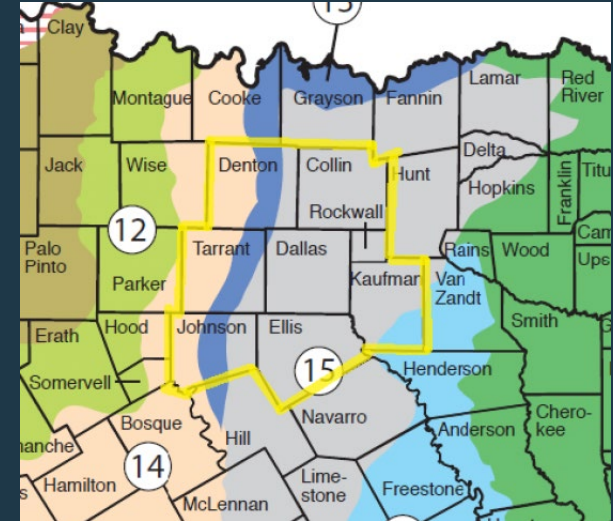 13
Clay
Montague
Cooke
Grayson
Fannin
Lamar
Red
River
Jack
Wise
Denton
Collin
Hunt
Delta
Hopkins
Franklin
Titu
Rockwall
12
Cam
Palo
Pinto
Parker
Tarrant
Dallas
Kaufman
Rains
Wood
Ups
Van
Zandt
Hood
Johnson
Ellis
Smith
Erath
Somervell
15
Henderson
Bosque
Navarro
Anderson
Chero-
kee
anche
Hill
14
Hamilton
Lime-
stone
Freestone
McLennan